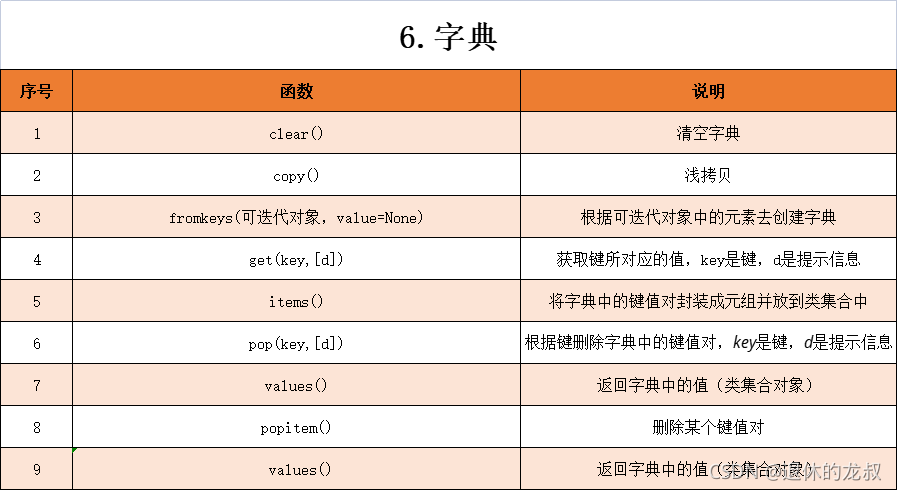 6.字典
序号 函数 说明
1 clear() 清空字典
2 copy() 浅拷贝
3 fromkeys(可迭代对象，value=None) 根据可迭代对象中的元素去创建字典
4 get(key,[d]) 获取键所对应的值，key是键，d是提示信息
5 items() 将字典中的键值对封装成元组并放到类集合中
6 pop(key,[d]) 根据键删除字典中的键值对，key是键，d是提示信息
7 values() 返回字典中的值（类集合对象）
8 popitem() 删除某个键值对
9 values() 返回字典中的值（类集合对象）
CSDN @退休的龙叔